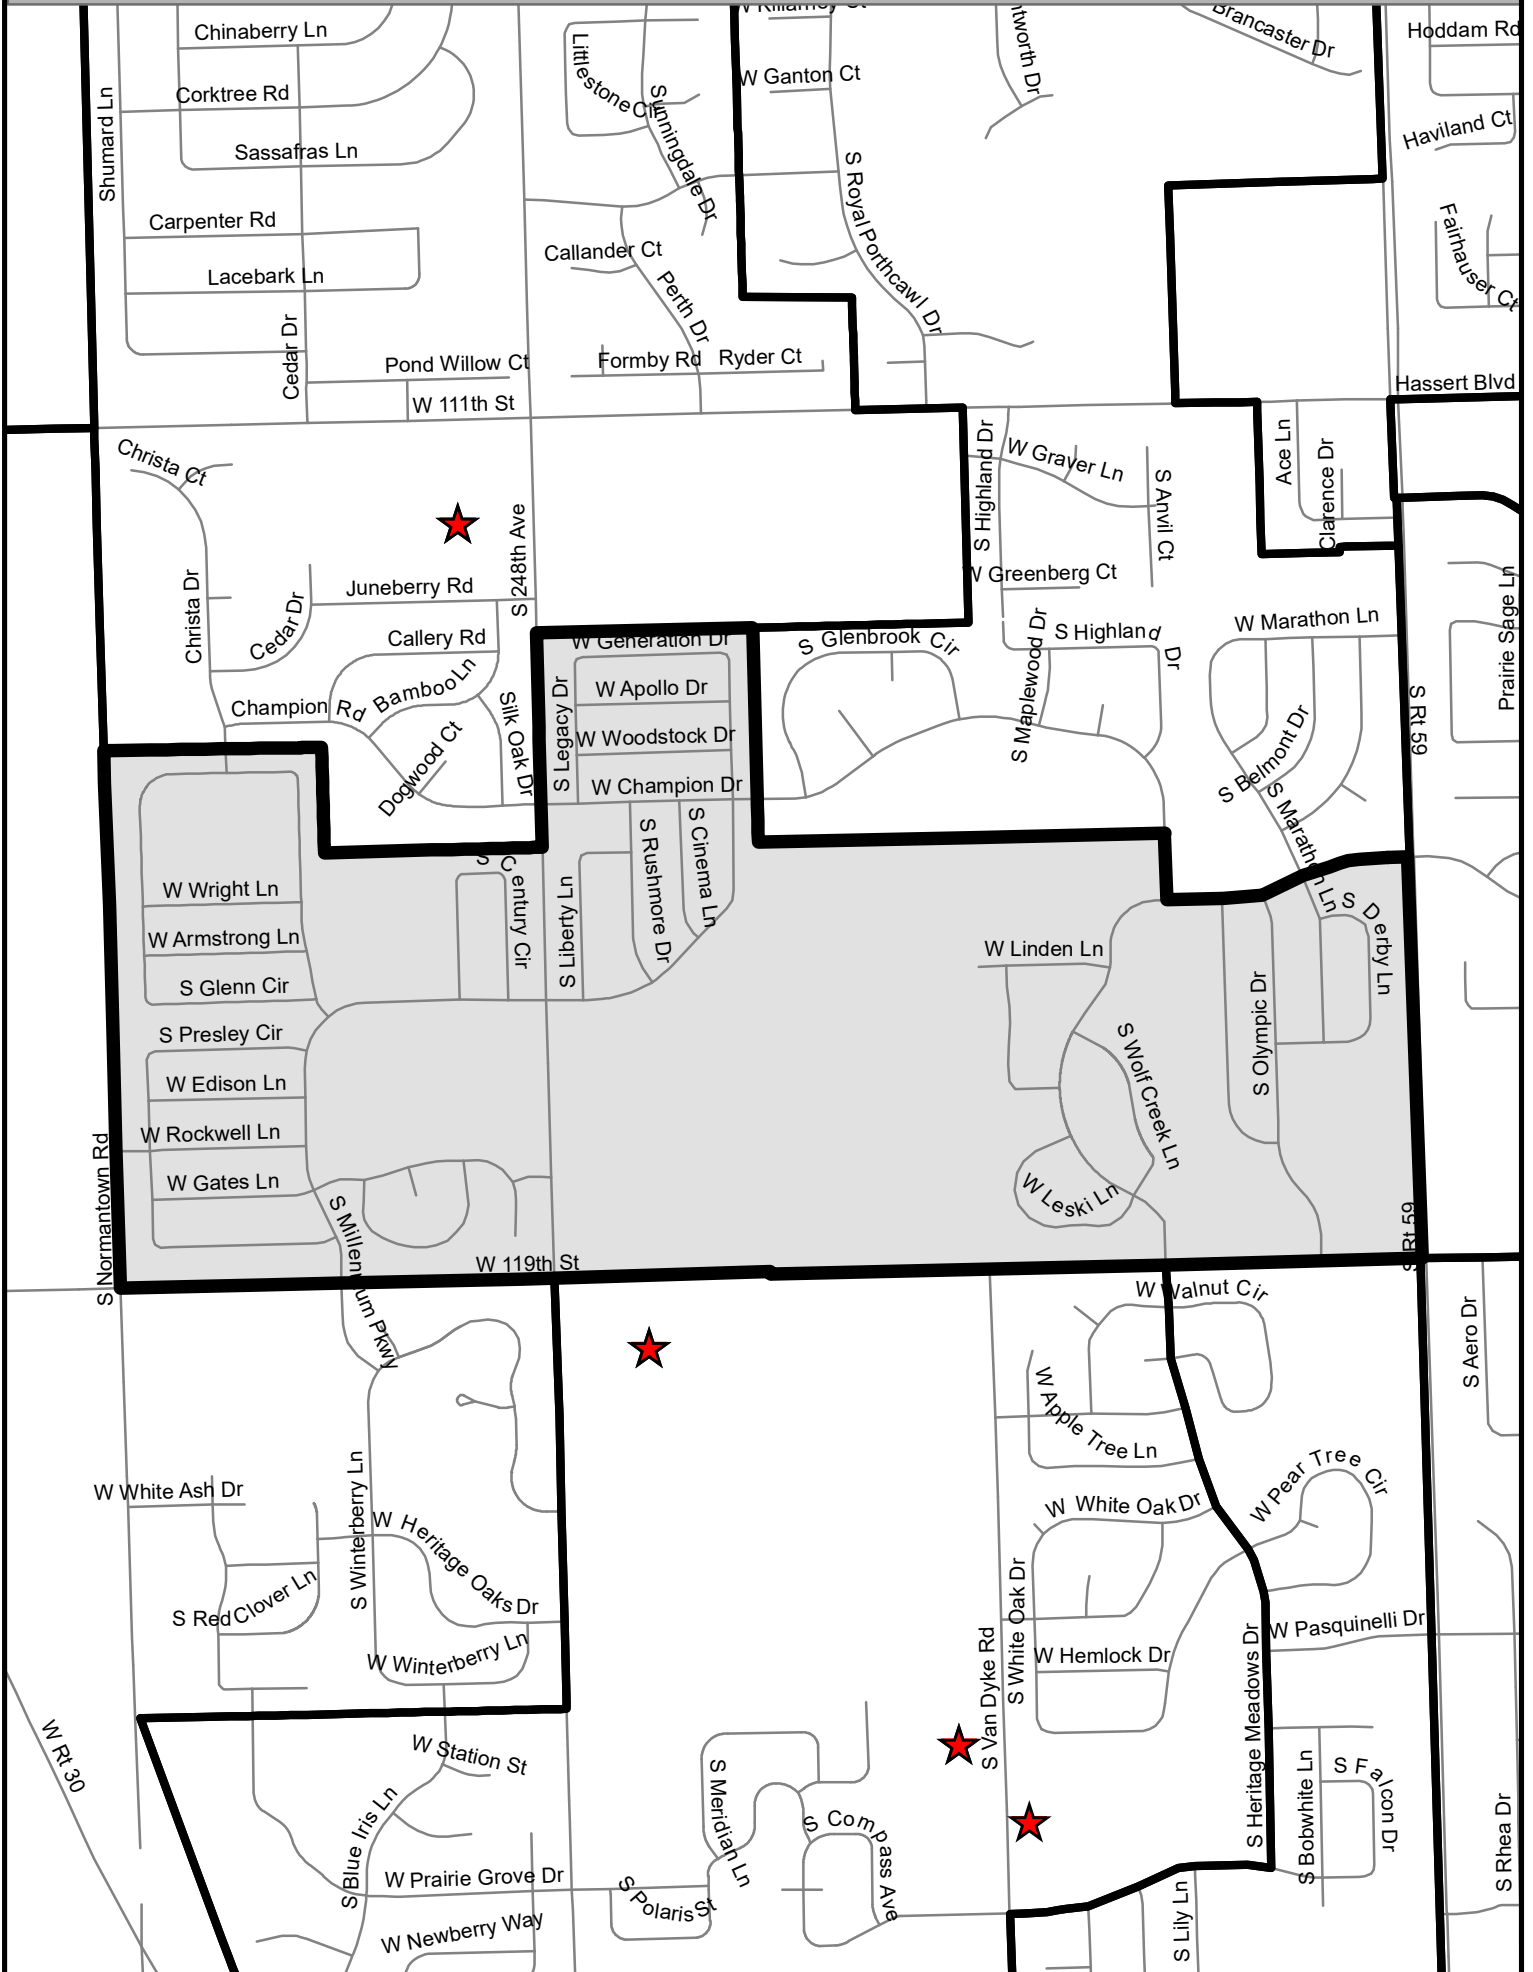 W Killarney Ct
Brancaster Dr
Hoddam Rd
Chinaberry Ln
Littlestone Cir
W Ganton Ct
Corktree Rd
Shumard Ln
Sunningdale Dr
Haviland Ct
Sassafras Ln
S Royal Porthcawl Dr
Carpenter Rd
Fairhauser Ct
Callander Ct
Lacebark Ln
Perth Dr
Cedar Dr
Pond Willow Ct
Formby Rd
Ryder Ct
Hassert Blvd
W 111th St
Christa Ct
S Highland Dr
W Graver Ln
S Anvil Ct
Ace Ln
Clarence Dr
S 248th Ave
Juneberry Rd
W Greenberg Ct
Christa Dr
Cedar Dr
Callery Rd
W Generation Dr
S Glenbrook Cir
S Maplewood Dr
S Highland Dr
W Marathon Ln
Prairie Sage Ln
Bamboo Ln
Champion Rd
Silk Oak Dr
S Legacy Dr
W Apollo Dr
W Woodstock Dr
S Rt 59
Dogwood Ct
W Champion Dr
S Belmont Dr
S Marathon Ln
S Century Cir
S Liberty Ln
S Rushmore Dr
S Cinema Ln
W Wright Ln
S Derby Ln
W Armstrong Ln
W Linden Ln
S Glenn Cir
S Olympic Dr
S Presley Cir
S Wolf Creek Ln
W Edison Ln
W Rockwell Ln
S Normantown Rd
W Gates Ln
W Leski Ln
S Millennium Pkwy
W 119th St
S Rt 59
W Walnut Cir
S Aero Dr
W Apple Tree Ln
W Pear Tree Cir
W White Ash Dr
S Winterberry Ln
W Heritage Oaks Dr
W White Oak Dr
S Red Clover Ln
S White Oak Dr
W Pasquinelli Dr
W Winterberry Ln
S Van Dyke Rd
W Hemlock Dr
S Heritage Meadows Dr
W Rt 30
W Station St
S Meridian Ln
S Bobwhite Ln
S Falcon Dr
S Blue Iris Ln
S Compass Ave
S Rhea Dr
W Prairie Grove Dr
S Polaris St
W Newberry Way
S Lily Ln